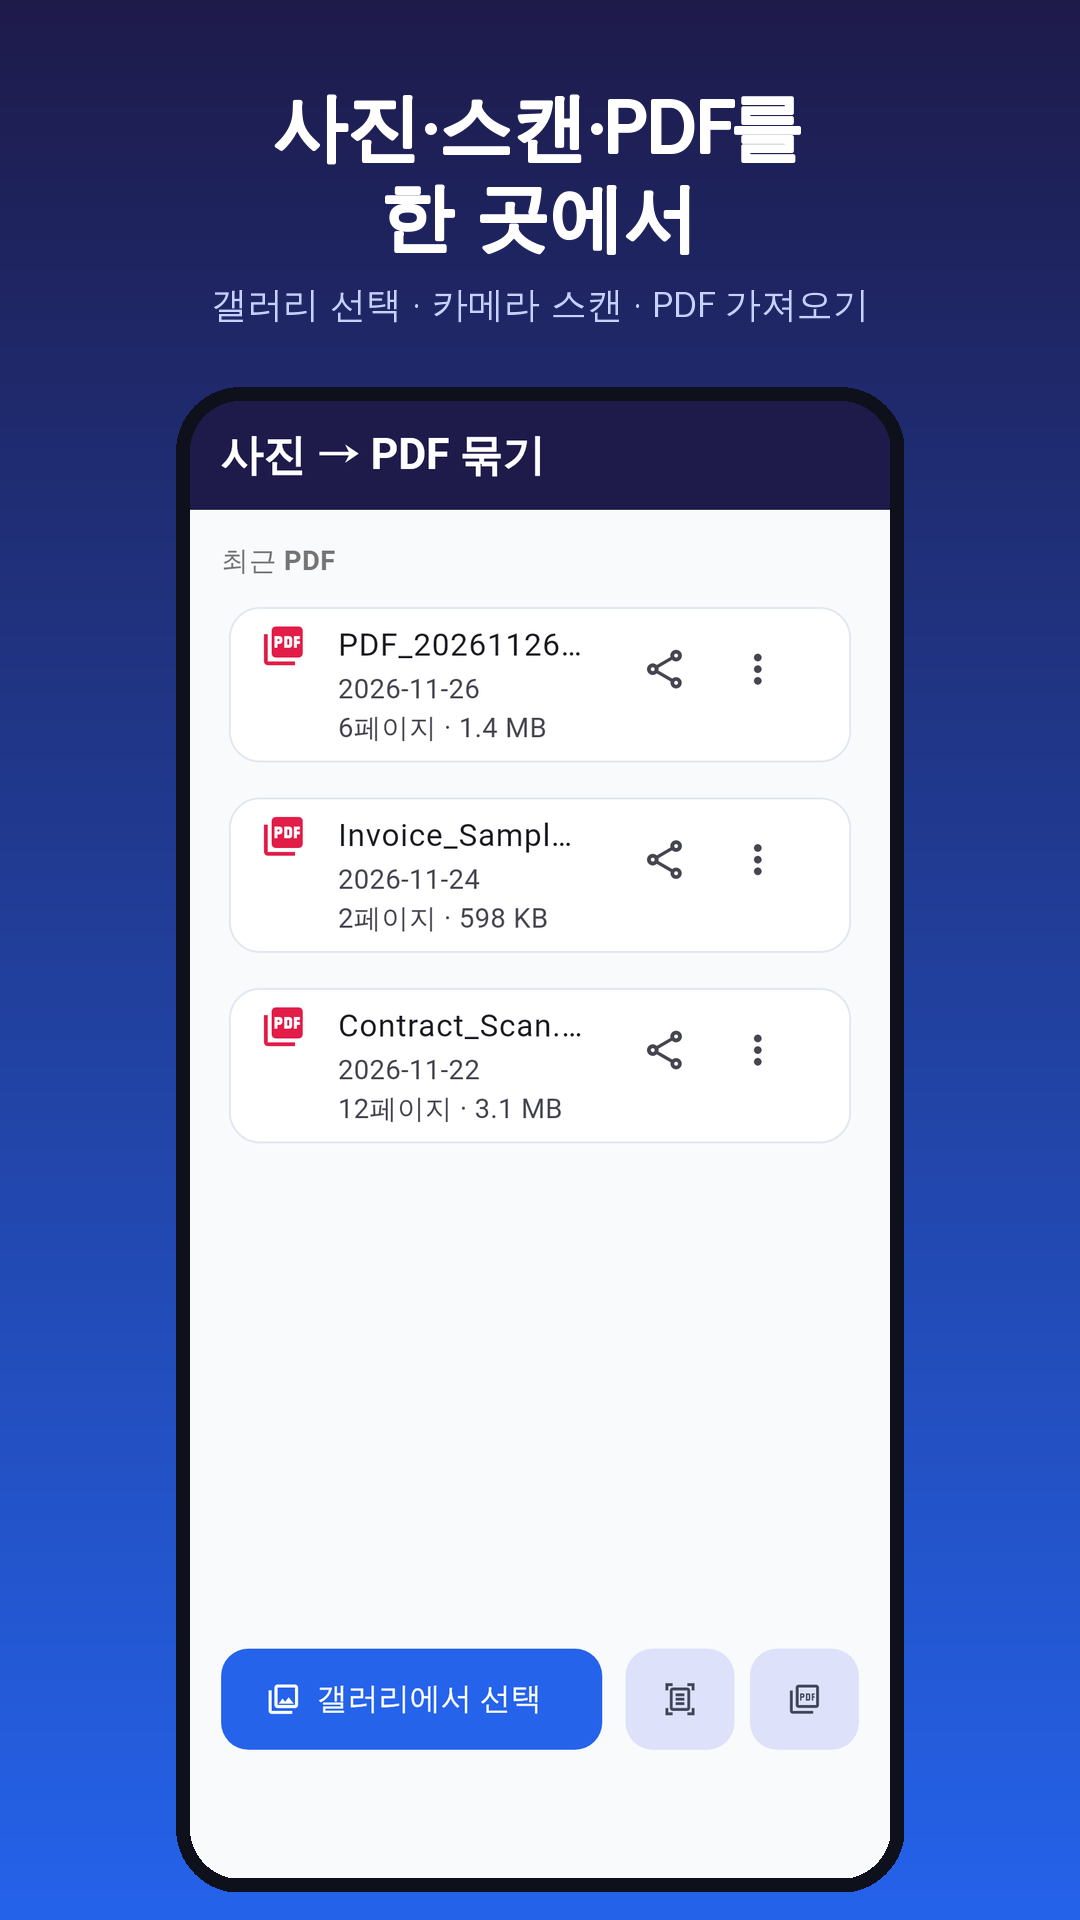 사진·스캔·PDF를
한 곳에서
갤러리 선택 · 카메라 스캔 · PDF 가져오기
사진 → PDF 묶기
최근 PDF
PDF
PDF_20261126...
2026-11-26
6페이지 · 1.4 MB
PDF
Invoice_Sampl...
2026-11-24
2페이지 · 598 KB
PDF
Contract_Scan....
2026-11-22
12페이지 · 3.1 MB
갤러리에서 선택
PDF